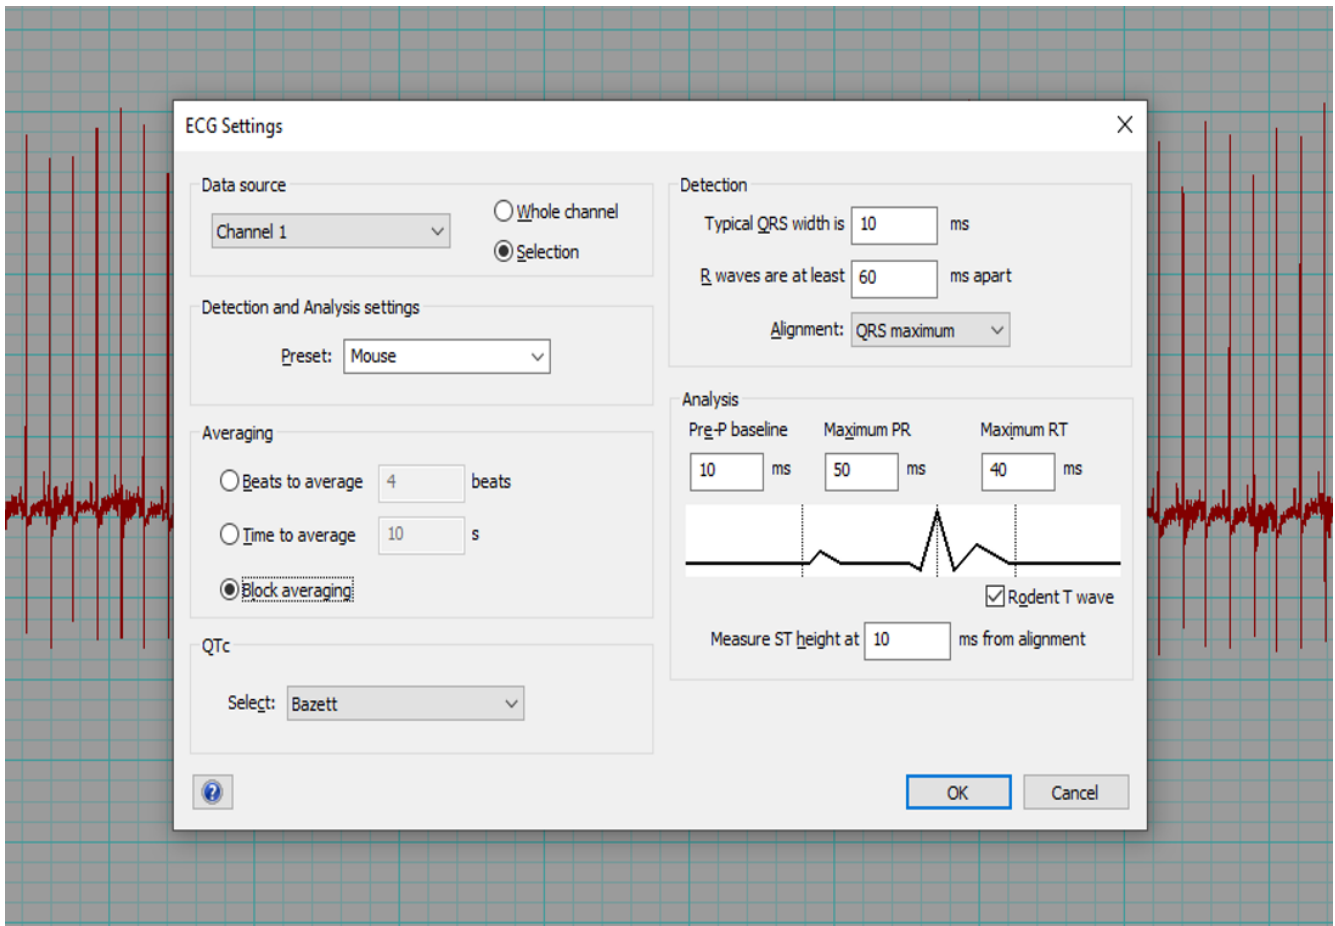 ECG Settings
Data source
Channel 1
Whole channel
Selection
Detection and Analysis settings
Preset: Mouse
Averaging
Beats to average 4 beats
Time to average 10 s
Block averaging
QTc
Select: Bazett
Detection
Typical QRS width is 10 ms
R waves are at least 60 ms apart
Alignment: QRS maximum
Analysis
Pre-P baseline Maximum PR Maximum RT
10 ms 50 ms 40 ms
Rodent T wave
Measure ST height at 10 ms from alignment
?
OK Cancel